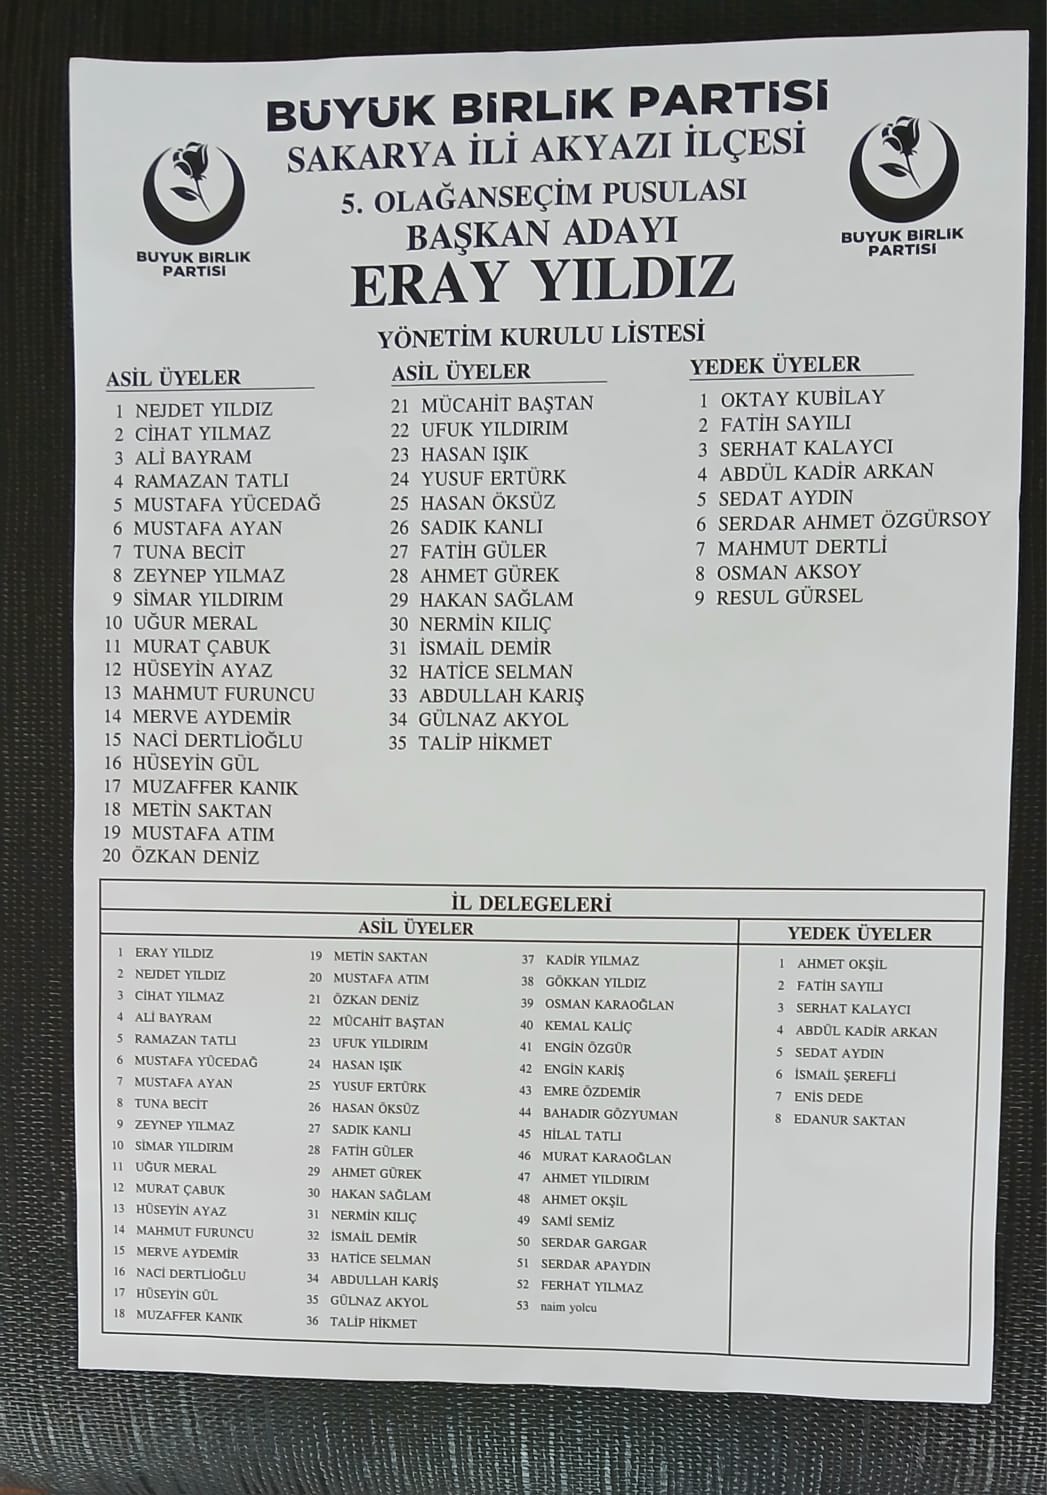 BÜYÜK BİRLİK PARTİSİ
SAKARYA İLİ AKYAZI İLÇESİ
5. OLAĞANSEÇİM PUSULASI
BAŞKAN ADAYI
ERAY YILDIZ
BÜYÜK BİRLİK
PARTİSİ
BÜYÜK BİRLİK
PARTİSİ
YÖNETİM KURULU LİSTESİ
ASİL ÜYELER
1 NEJDET YILDIZ
2 CİHAT YILMAZ
3 ALİ BAYRAM
4 RAMAZAN TATLI
5 MUSTAFA YÜCEDAĞ
6 MUSTAFA AYAN
7 TUNA BECİT
8 ZEYNEP YILMAZ
9 SİMAR YILDIRIM
10 UĞUR MERAL
11 MURAT ÇABUK
12 HÜSEYİN AYAZ
13 MAHMUT FURUNCU
14 MERVE AYDEMİR
15 NACİ DERTLİOĞLU
16 HÜSEYİN GÜL
17 MUZAFFER KANIK
18 METİN SAKTAN
19 MUSTAFA ATIM
20 ÖZKAN DENİZ
ASİL ÜYELER
21 MÜCAHİT BAŞTAN
22 UFUK YILDIRIM
23 HASAN IŞIK
24 YUSUF ERTÜRK
25 HASAN ÖKSÜZ
26 SADIK KANLI
27 FATİH GÜLER
28 AHMET GÜREK
29 HAKAN SAĞLAM
30 NERMİN KILIÇ
31 İSMAİL DEMİR
32 HATİCE SELMAN
33 ABDULLAH KARIŞ
34 GÜLNAZ AKYOL
35 TALİP HİKMET
YEDEK ÜYELER
1 OKTAY KUBİLAY
2 FATİH SAYILI
3 SERHAT KALAYCI
4 ABDÜL KADİR ARKAN
5 SEDAT AYDIN
6 SERDAR AHMET ÖZGÜRSOY
7 MAHMUT DERTLİ
8 OSMAN AKSOY
9 RESUL GÜRSEL
İL DELEGELERİ
ASİL ÜYELER
1 ERAY YILDIZ
2 NEJDET YILDIZ
3 CİHAT YILMAZ
4 ALİ BAYRAM
5 RAMAZAN TATLI
6 MUSTAFA YÜCEDAĞ
7 MUSTAFA AYAN
8 TUNA BECİT
9 ZEYNEP YILMAZ
10 SİMAR YILDIRIM
11 UĞUR MERAL
12 MURAT ÇABUK
13 HÜSEYİN AYAZ
14 MAHMUT FURUNCU
15 MERVE AYDEMİR
16 NACİ DERTLİOĞLU
17 HÜSEYİN GÜL
18 MUZAFFER KANIK
19 METİN SAKTAN
20 MUSTAFA ATIM
21 ÖZKAN DENİZ
22 MÜCAHİT BAŞTAN
23 UFUK YILDIRIM
24 HASAN IŞIK
25 YUSUF ERTÜRK
26 HASAN ÖKSÜZ
27 SADIK KANLI
28 FATİH GÜLER
29 AHMET GÜREK
30 HAKAN SAĞLAM
31 NERMİN KILIÇ
32 İSMAİL DEMİR
33 HATİCE SELMAN
34 ABDULLAH KARIŞ
35 GÜLNAZ AKYOL
36 TALİP HİKMET
37 KADİR YILMAZ
38 GÖKKAN YILDIZ
39 OSMAN KARAOĞLAN
40 KEMAL KALİÇ
41 ENGİN ÖZGÜR
42 ENGİN KARİŞ
43 EMRE ÖZDEMİR
44 BAHADIR GÖZYUMAN
45 HİLAL TATLI
46 MURAT KARAOĞLAN
47 AHMET YILDIRIM
48 AHMET OKŞİL
49 SAMİ SEMİZ
50 SERDAR GARGAR
51 SERDAR APAYDIN
52 FERHAT YILMAZ
53 naim yolcu
YEDEK ÜYELER
1 AHMET OKŞİL
2 FATİH SAYILI
3 SERHAT KALAYCI
4 ABDÜL KADİR ARKAN
5 SEDAT AYDIN
6 İSMAİL ŞEREFLİ
7 ENİS DEDE
8 EDANUR SAKTAN